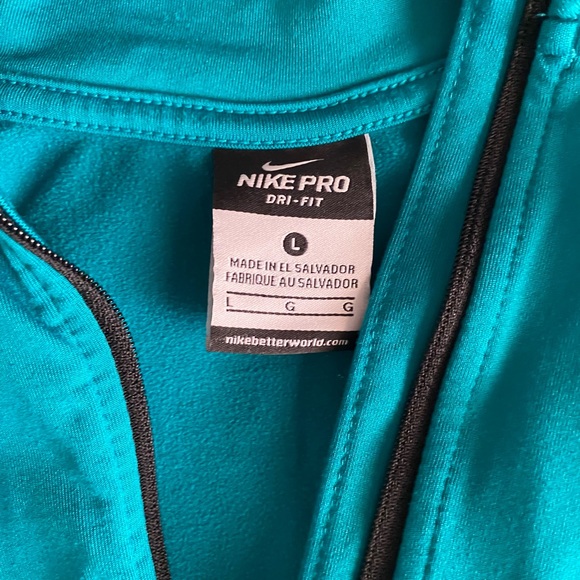 NIKE PRO
DRI-FIT
L
MADE IN EL SALVADOR
FABRIQUE AU SALVADOR
L G G
nikebetterworld.com